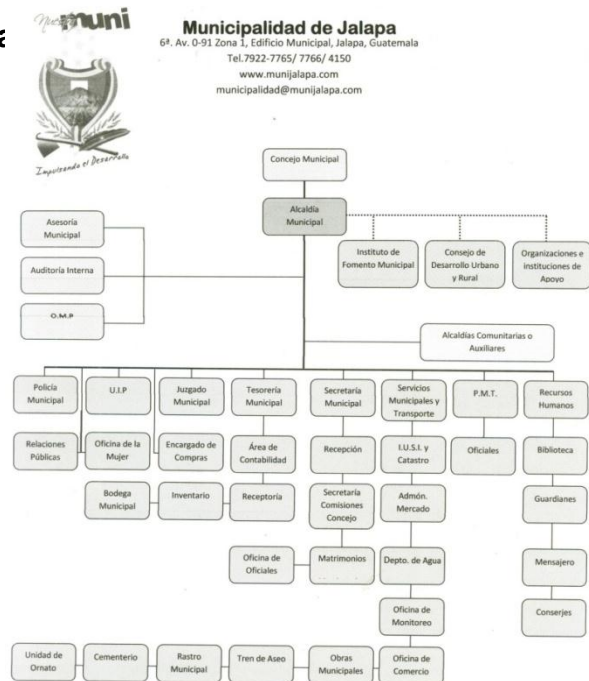 Nuestra muni
Municipalidad de Jalapa
6ª. Av. 0-91 Zona 1, Edificio Municipal, Jalapa, Guatemala
Tel.7922-7765/ 7766/ 4150
www.munijalapa.com
municipalidad@munijalapa.com
Impulsando el Desarrollo
Concejo Municipal
Alcaldía
Municipal
Asesoría
Municipal
Auditoría Interna
O.M.P
Instituto de
Fomento Municipal
Consejo de
Desarrollo Urbano
y Rural
Organizaciones e
instituciones de
Apoyo
Alcaldías Comunitarias o
Auxiliares
Policía
Municipal
U.I.P
Juzgado
Municipal
Tesorería
Municipal
Secretaría
Municipal
Servicios
Municipales y
Transporte
P.M.T.
Recursos
Humanos
Relaciones
Públicas
Oficina de la
Mujer
Encargado de
Compras
Área de
Contabilidad
Recepción
I.U.S.I. y
Catastro
Oficiales
Biblioteca
Bodega
Municipal
Inventario
Receptoría
Secretaría
Comisiones
Concejo
Admón.
Mercado
Guardianes
Oficina de
Oficiales
Matrimonios
Depto. de Agua
Mensajero
Oficina de
Monitoreo
Conserjes
Unidad de
Ornato
Cementerio
Rastro
Municipal
Tren de Aseo
Obras
Municipales
Oficina de
Comercio